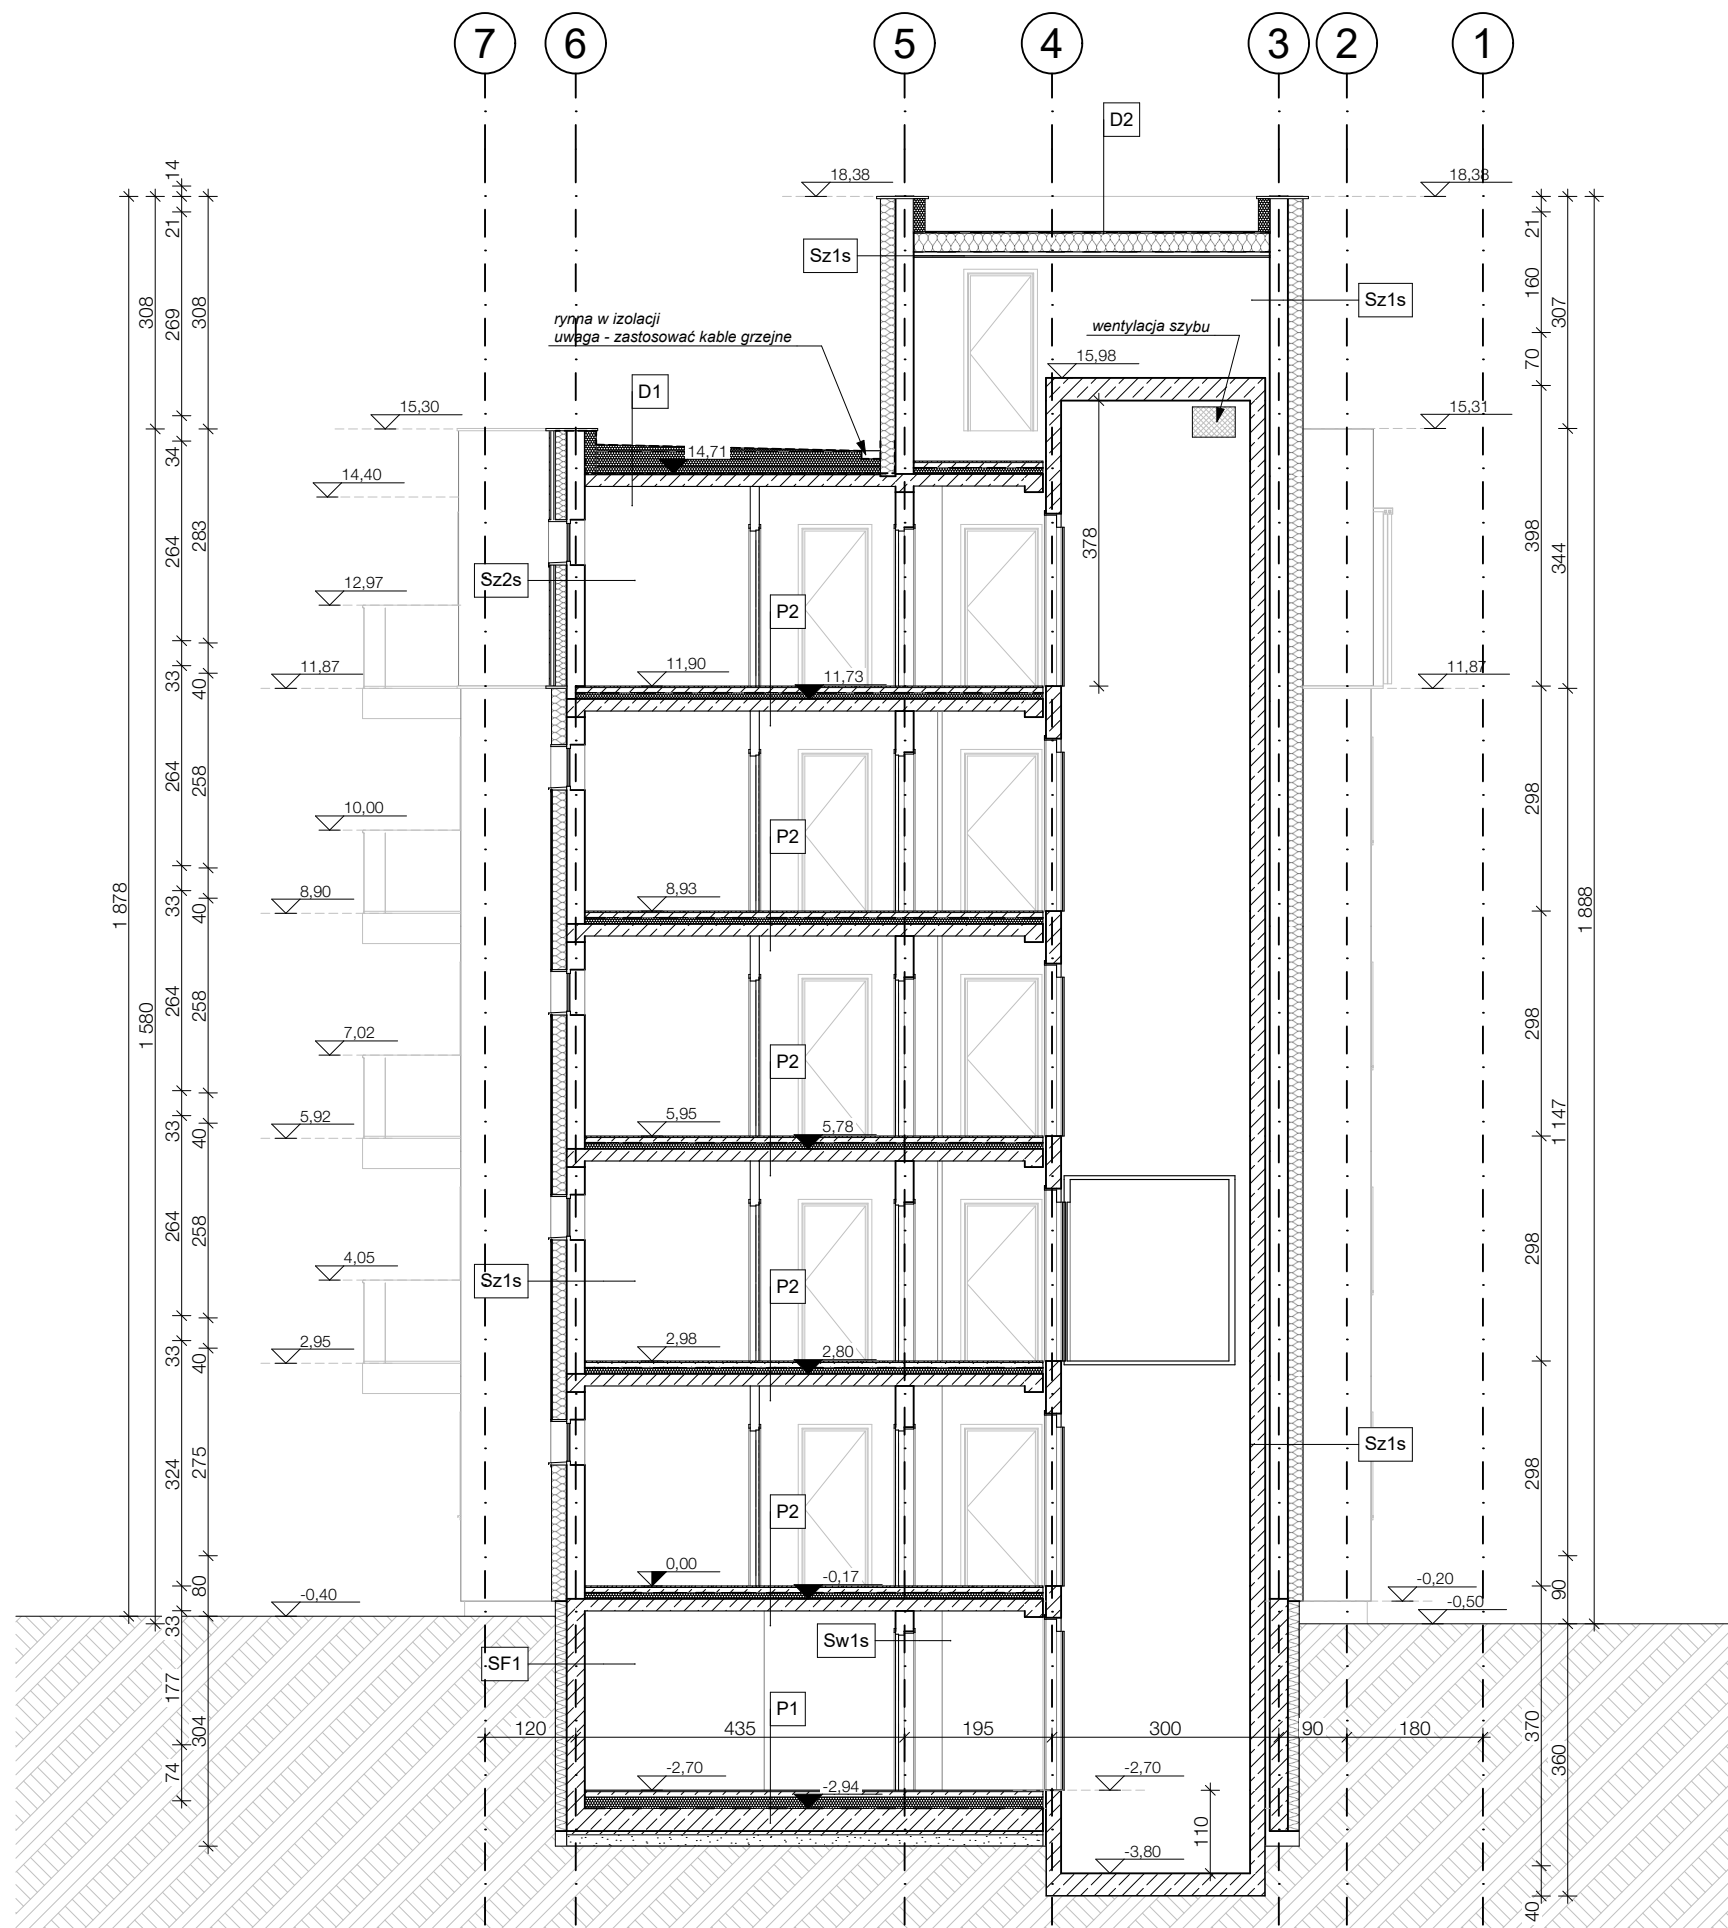 7 6 5 4 3 2 1
D2
18,38 18,38
14
21 21
Sz1s
160
308 269 308
Sz1s
307
rynna w izolacji
uwaga - zastosować kable grzejne
wentylacja szybu
15,98
70
D1
15,30 15,31
34 14,71
14,40
264 283 378 398 344
Sz2s
12,97
P2
11,87 11,90 11,73 11,87
33 40
264 258 298
10,00
P2
1 878 8,90 8,93 1 888
33 40
264 258 298
1 580
7,02
P2
5,92 5,95 5,78
33 40
1 147
264 258 298
4,05
Sz1s
P2
2,95 2,98 2,80
33 40
Sz1s
324 275 298
P2
0,00 -0,17
80 90
-0,40 -0,20
-0,50
33
Sw1s
SF1
177
P1
304
120 435 195 300 90 180
370 360
74 -2,70 -2,94 -2,70
110
-3,80
40